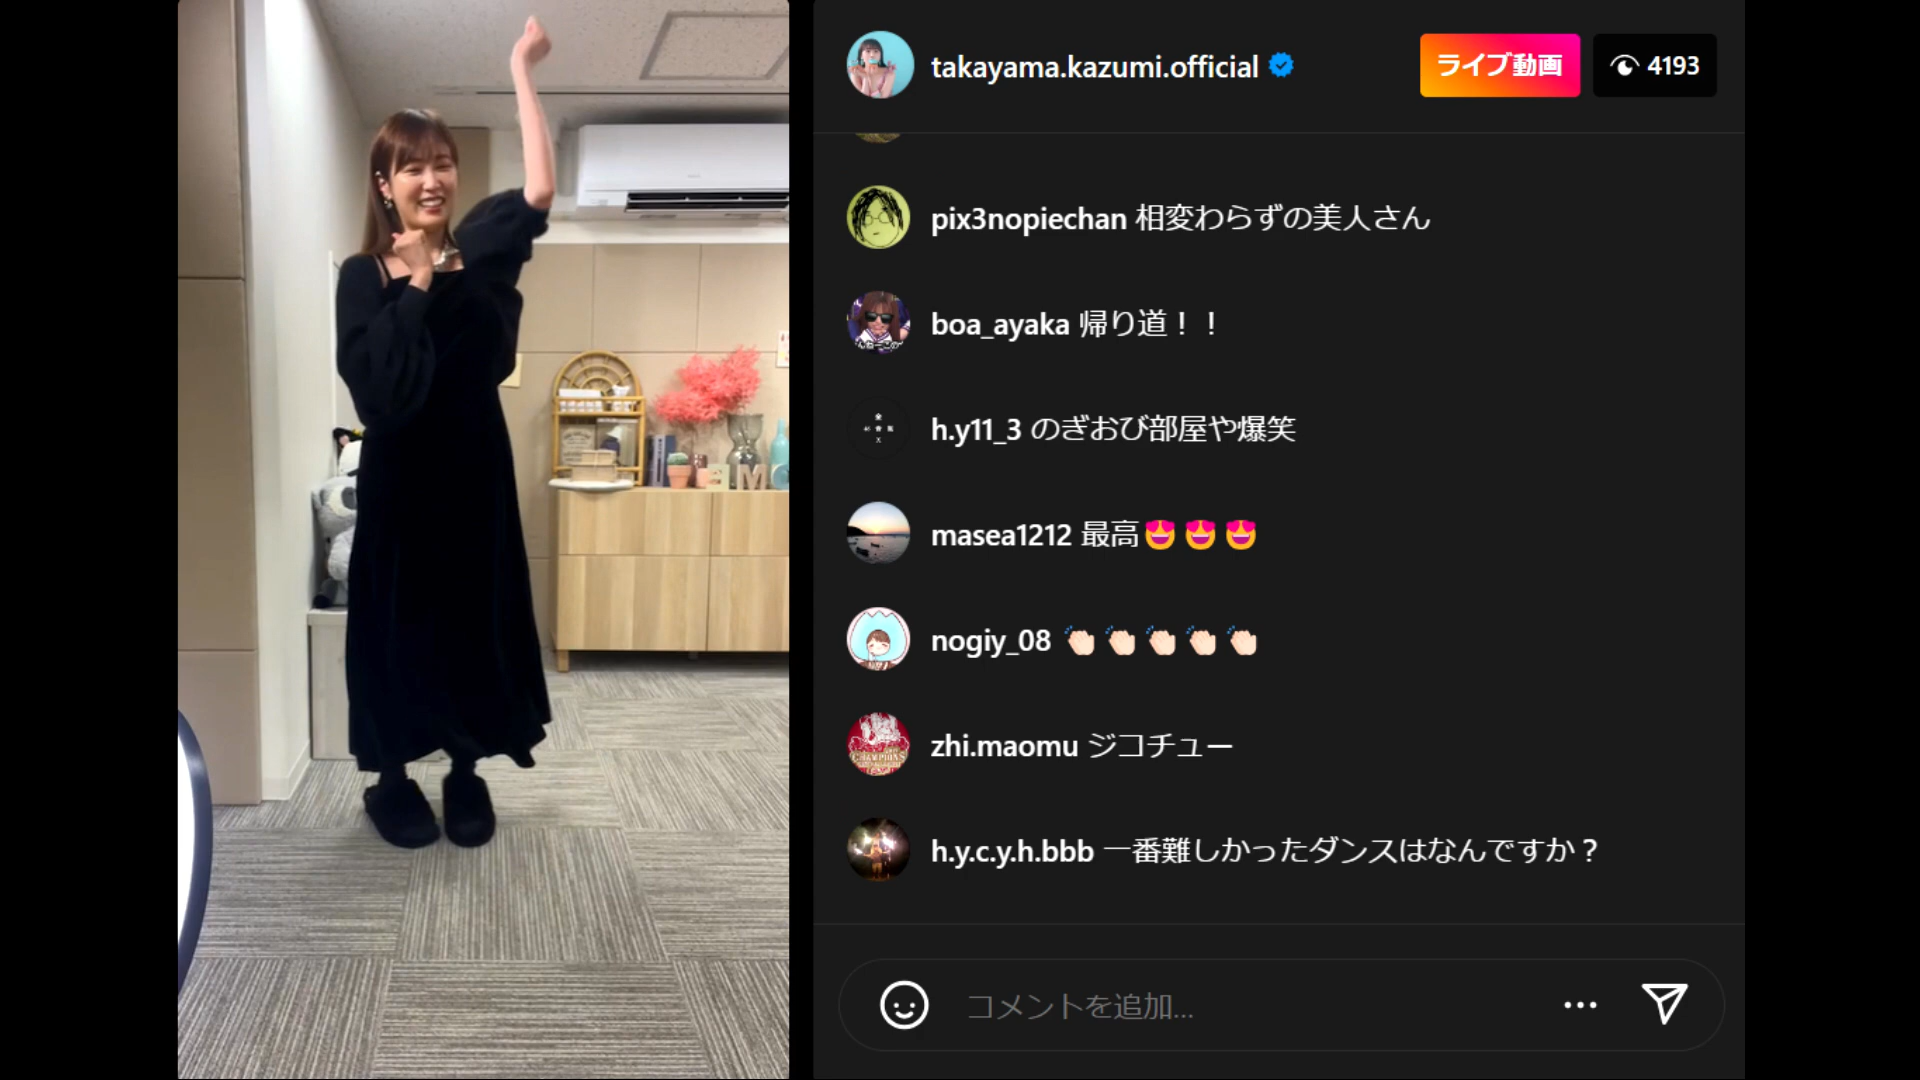 takayama.kazumi.official
ライブ動画
4193
pix3nopiechan 相変わらずの美人さん
boa_ayaka 帰り道！！
h.y11_3 のぎおび部屋や爆笑
masea1212 最高😍😍😍
nogiy_08 👏🏻👏🏻👏🏻👏🏻👏🏻
zhi.maomu ジコチュー
h.y.c.y.h.bbb 一番難しかったダンスはなんですか？
コメントを追加...